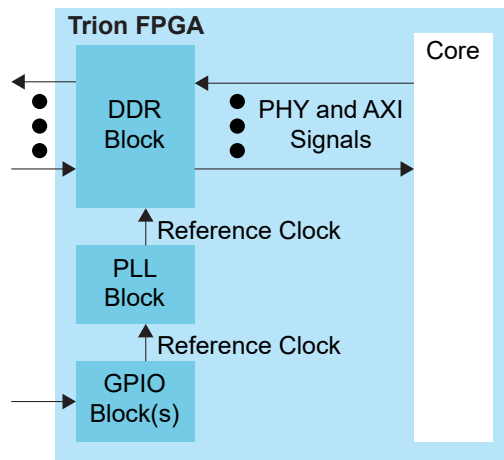 Trion FPGA
Core
DDR
Block
PHY and AXI
Signals
Reference Clock
PLL
Block
Reference Clock
GPIO
Block(s)